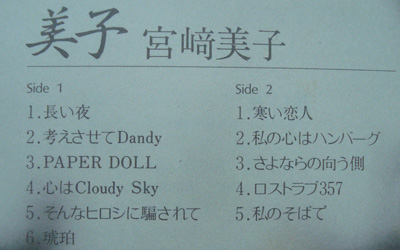 美子 宮﨑美子
Side 1
1.長い夜
2.考えさせてDandy
3.PAPER DOLL
4.心はCloudy Sky
5.そんなヒロシに騙されて
6.琥珀
Side 2
1.寒い恋人
2.私の心はハンバーグ
3.さよならの向う側
4.ロストラブ357
5.私のそばで